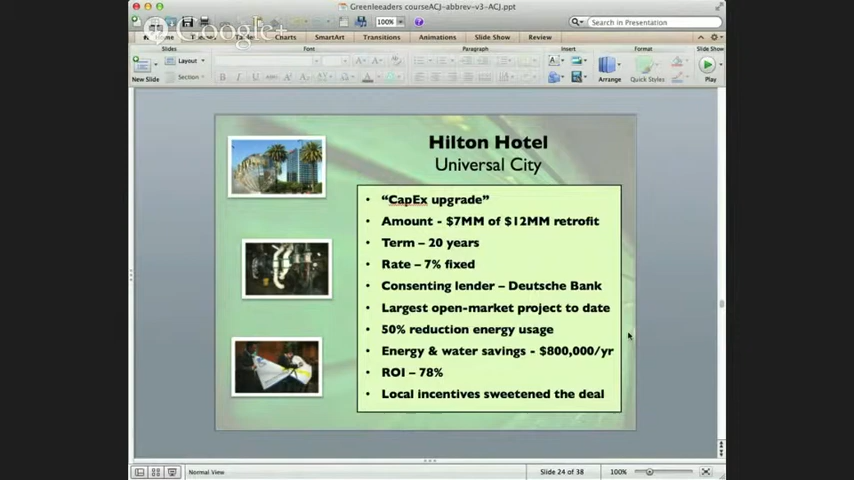 Greenleeaders courseACJ-abbrev-v3-ACJ.ppt
Google+
100%
Search in Presentation
Charts
SmartArt
Transitions
Animations
Slide Show
Review
Slides
Font
Paragraph
Insert
Format
Slide Show
New Slide
Layout
Section
Arrange
Quick Styles
Play
Hilton Hotel
Universal City
• "CapEx upgrade"
• Amount - $7MM of $12MM retrofit
• Term – 20 years
• Rate – 7% fixed
• Consenting lender – Deutsche Bank
• Largest open-market project to date
• 50% reduction energy usage
• Energy & water savings - $800,000/yr
• ROI – 78%
• Local incentives sweetened the deal
Normal View
Slide 24 of 38
100%